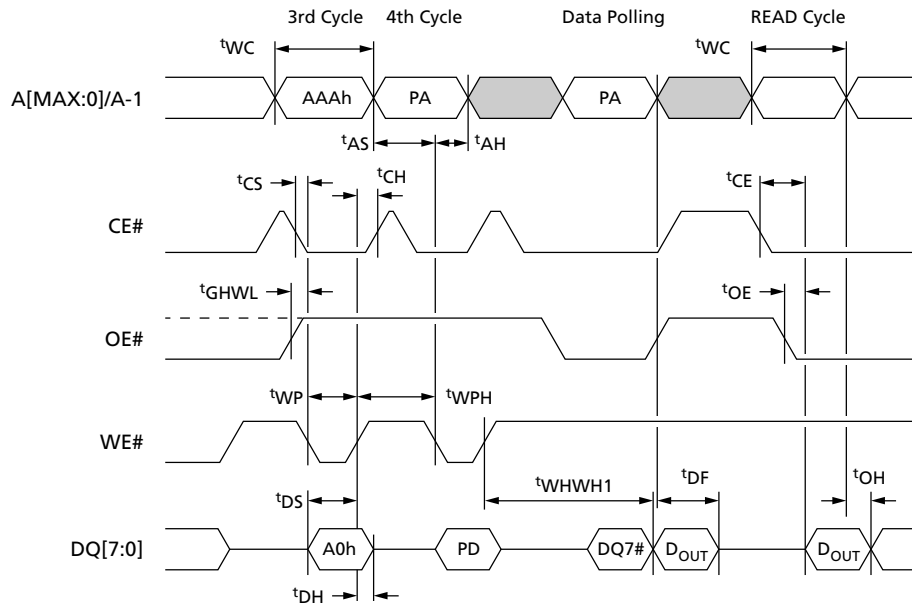 3rd Cycle 4th Cycle Data Polling READ Cycle
tWC tWC
A[MAX:0]/A-1 AAAh PA PA
tAS tAH
tCS tCH tCE
CE#
tGHWL tOE
OE#
tWP tWPH
WE#
tDS tWHWH1 tDF tOH
DQ[7:0] A0h PD DQ7# DOUT DOUT
tDH